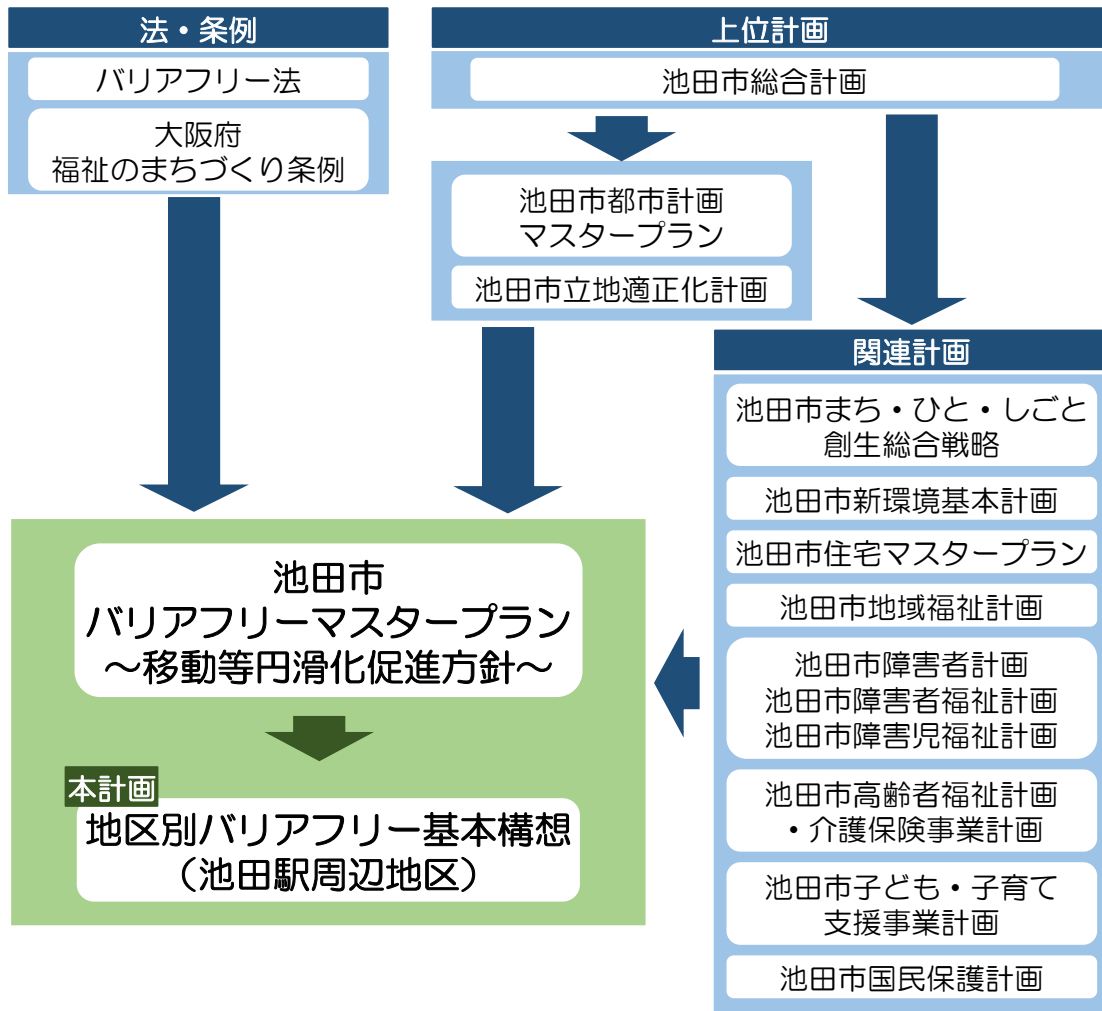 法・条例
バリアフリー法
大阪府
福祉のまちづくり条例
上位計画
池田市総合計画
池田市都市計画
マスタープラン
池田市立地適正化計画
関連計画
池田市まち・ひと・しごと
創生総合戦略
池田市新環境基本計画
池田市住宅マスタープラン
池田市地域福祉計画
池田市障害者計画
池田市障害者福祉計画
池田市障害児福祉計画
池田市高齢者福祉計画
・介護保険事業計画
池田市子ども・子育て
支援事業計画
池田市国民保護計画
池田市
バリアフリーマスタープラン
～移動等円滑化促進方針～
本計画
地区別バリアフリー基本構想
（池田駅周辺地区）